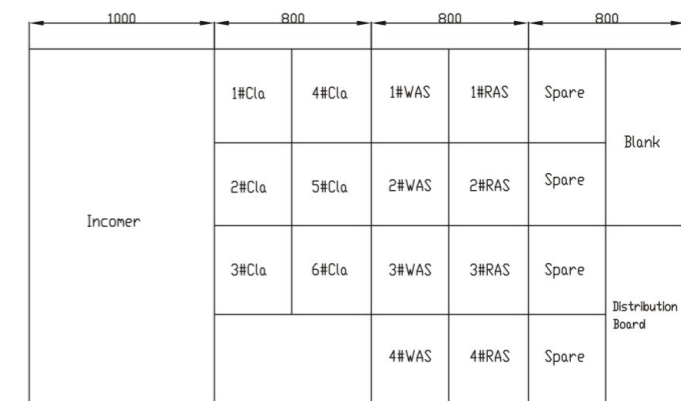 1000 800 800 800
1#Cla 4#Cla 1#WAS 1#RAS Spare
Blank
2#Cla 5#Cla 2#WAS 2#RAS Spare
Incomer
3#Cla 6#Cla 3#WAS 3#RAS Spare
Distribution
Board
4#WAS 4#RAS Spare